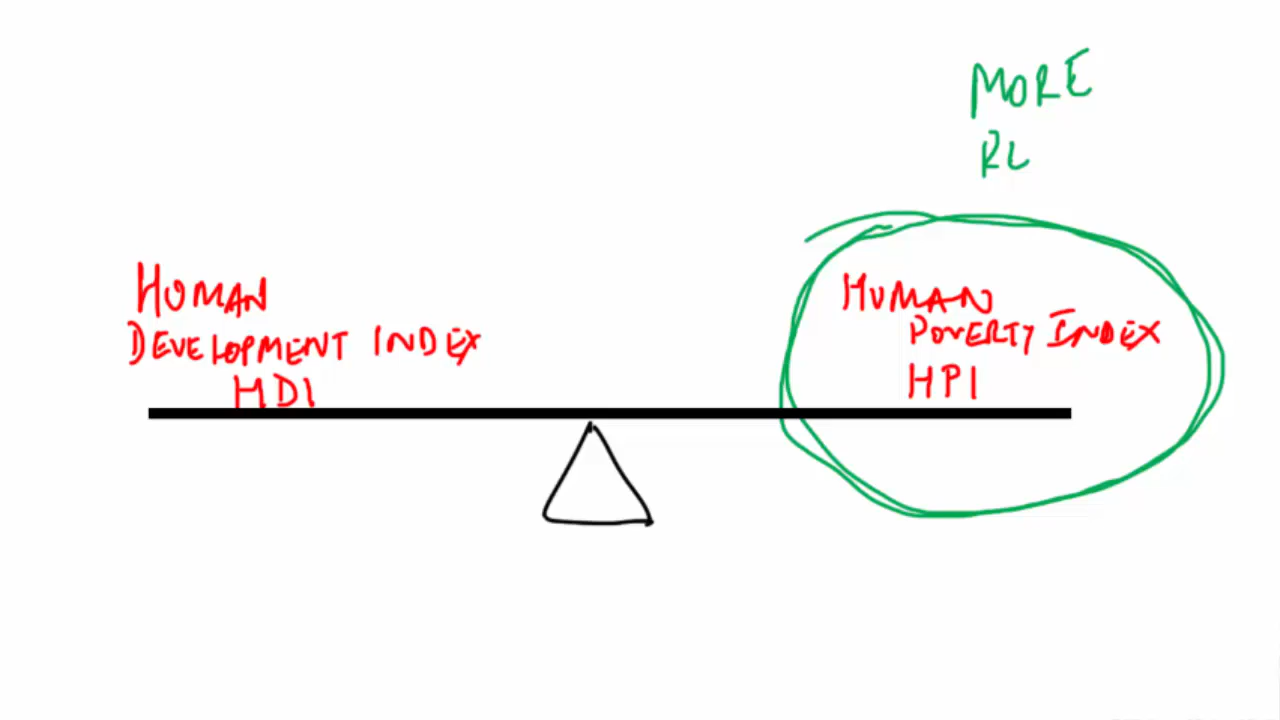 MORE
RL
HUMAN
DEVELOPMENT INDEX
HDI
HUMAN
POVERTY INDEX
HPI